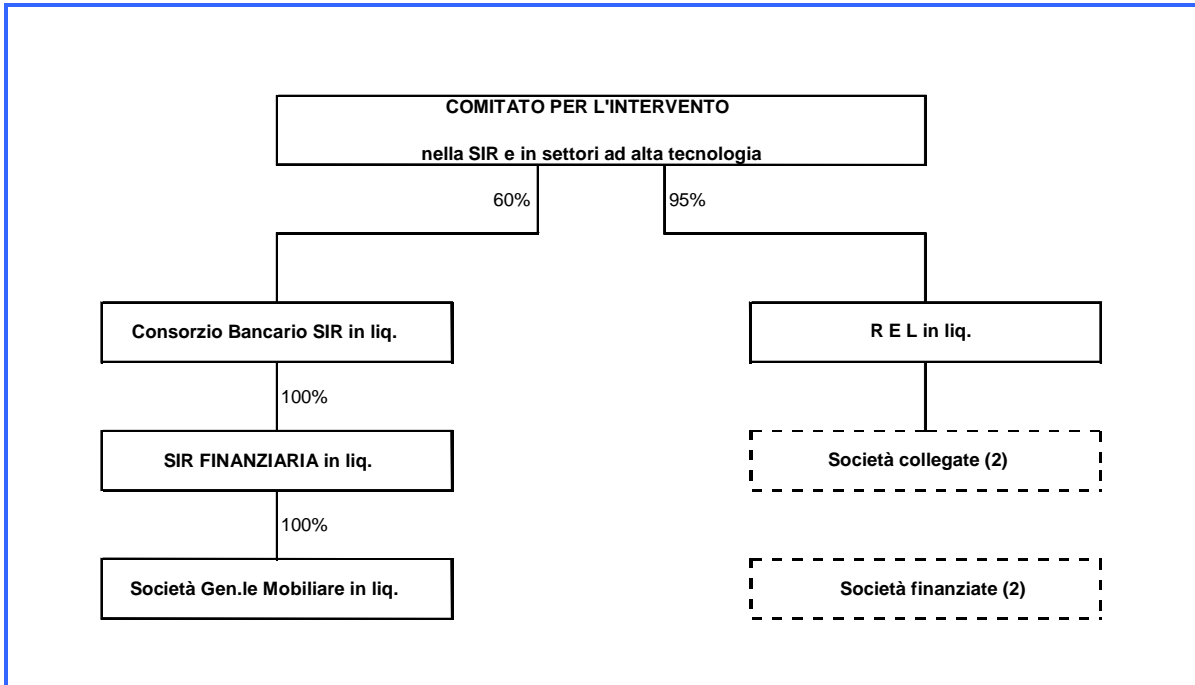 COMITATO PER L'INTERVENTO
nella SIR e in settori ad alta tecnologia
60%
95%
Consorzio Bancario SIR in liq.
R E L in liq.
100%
SIR FINANZIARIA in liq.
Società collegate (2)
100%
Società Gen.le Mobiliare in liq.
Società finanziate (2)